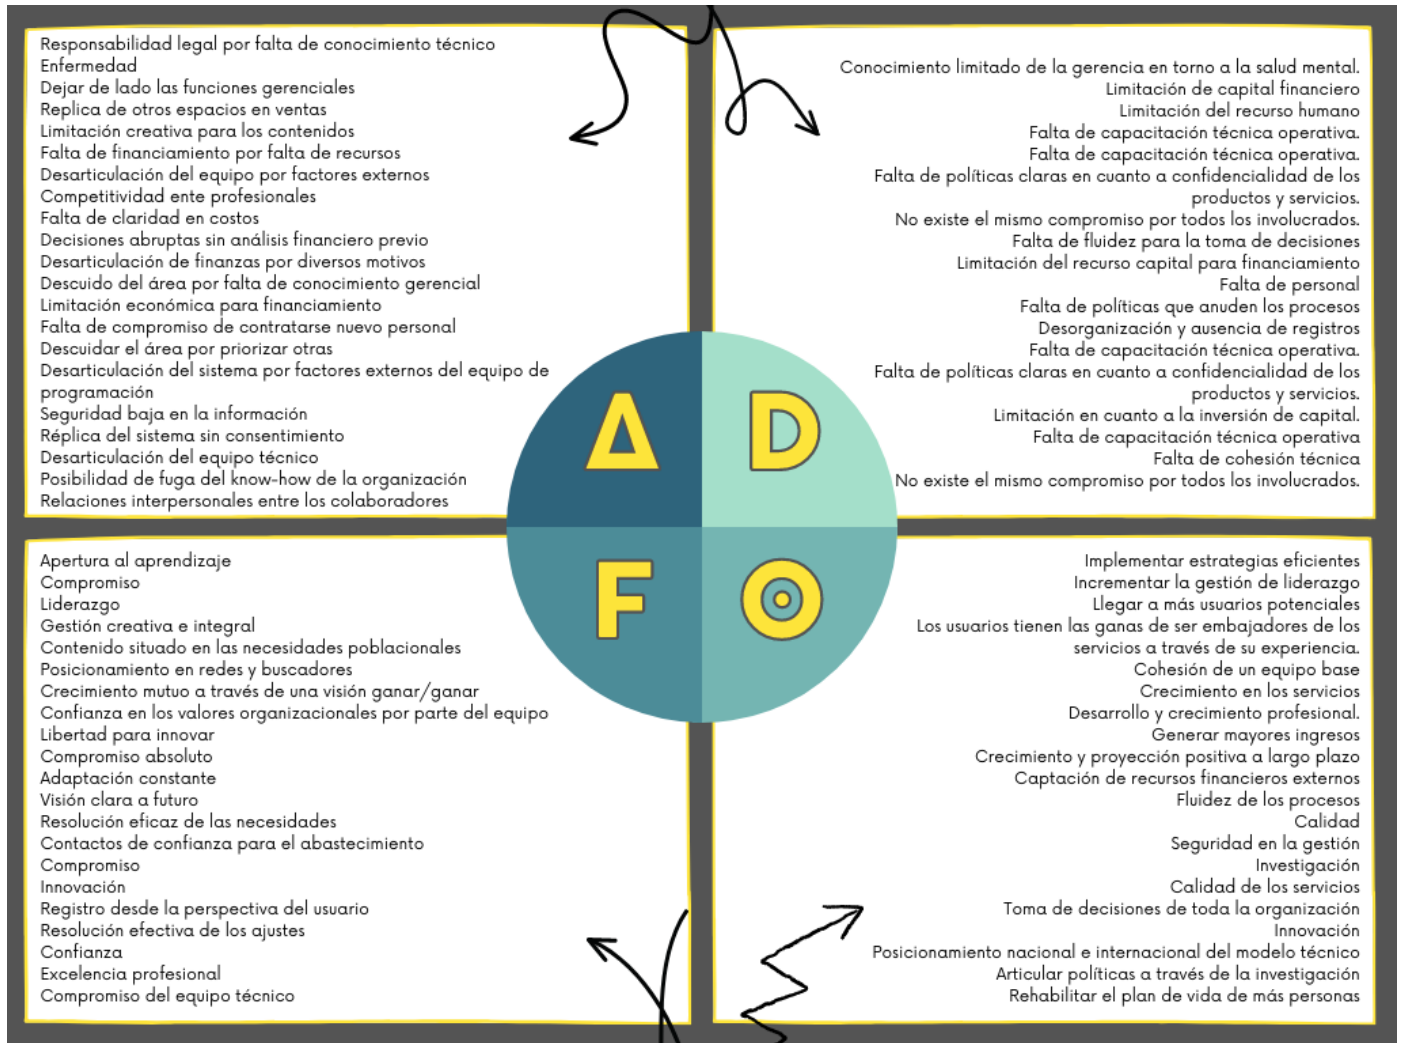 Responsabilidad legal por falta de conocimiento técnico
Enfermedad
Dejar de lado las funciones gerenciales
Replica de otros espacios en ventas
Limitación creativa para los contenidos
Falta de financiamiento por falta de recursos
Desarticulación del equipo por factores externos
Competitividad ente profesionales
Falta de claridad en costos
Decisiones abruptas sin análisis financiero previo
Desarticulación de finanzas por diversos motivos
Descuido del área por falta de conocimiento gerencial
Limitación económica para financiamiento
Falta de compromiso de contratarse nuevo personal
Descuidar el área por priorizar otras
Desarticulación del sistema por factores externos del equipo de
programación
Seguridad baja en la información
Réplica del sistema sin consentimiento
Desarticulación del equipo técnico
Posibilidad de fuga del know-how de la organización
Relaciones interpersonales entre los colaboradores
Conocimiento limitado de la gerencia en torno a la salud mental.
Limitación de capital financiero
Limitación del recurso humano
Falta de capacitación técnica operativa.
Falta de capacitación técnica operativa.
Falta de políticas claras en cuanto a confidencialidad de los
productos y servicios.
No existe el mismo compromiso por todos los involucrados.
Falta de fluidez para la toma de decisiones
Limitación del recurso capital para financiamiento
Falta de personal
Falta de políticas que anuden los procesos
Desorganización y ausencia de registros
Falta de capacitación técnica operativa.
Falta de políticas claras en cuanto a confidencialidad de los
productos y servicios.
Limitación en cuanto a la inversión de capital.
Falta de capacitación técnica operativa
Falta de cohesión técnica
No existe el mismo compromiso por todos los involucrados.
A D
F O
Apertura al aprendizaje
Compromiso
Liderazgo
Gestión creativa e integral
Contenido situado en las necesidades poblacionales
Posicionamiento en redes y buscadores
Crecimiento mutuo a través de una visión ganar/ganar
Confianza en los valores organizacionales por parte del equipo
Libertad para innovar
Compromiso absoluto
Adaptación constante
Visión clara a futuro
Resolución eficaz de las necesidades
Contactos de confianza para el abastecimiento
Compromiso
Innovación
Registro desde la perspectiva del usuario
Resolución efectiva de los ajustes
Confianza
Excelencia profesional
Compromiso del equipo técnico
Implementar estrategias eficientes
Incrementar la gestión de liderazgo
Llegar a más usuarios potenciales
Los usuarios tienen las ganas de ser embajadores de los
servicios a través de su experiencia.
Cohesión de un equipo base
Crecimiento en los servicios
Desarrollo y crecimiento profesional.
Generar mayores ingresos
Crecimiento y proyección positiva a largo plazo
Captación de recursos financieros externos
Fluidez de los procesos
Calidad
Seguridad en la gestión
Investigación
Calidad de los servicios
Toma de decisiones de toda la organización
Innovación
Posicionamiento nacional e internacional del modelo técnico
Articular políticas a través de la investigación
Rehabilitar el plan de vida de más personas